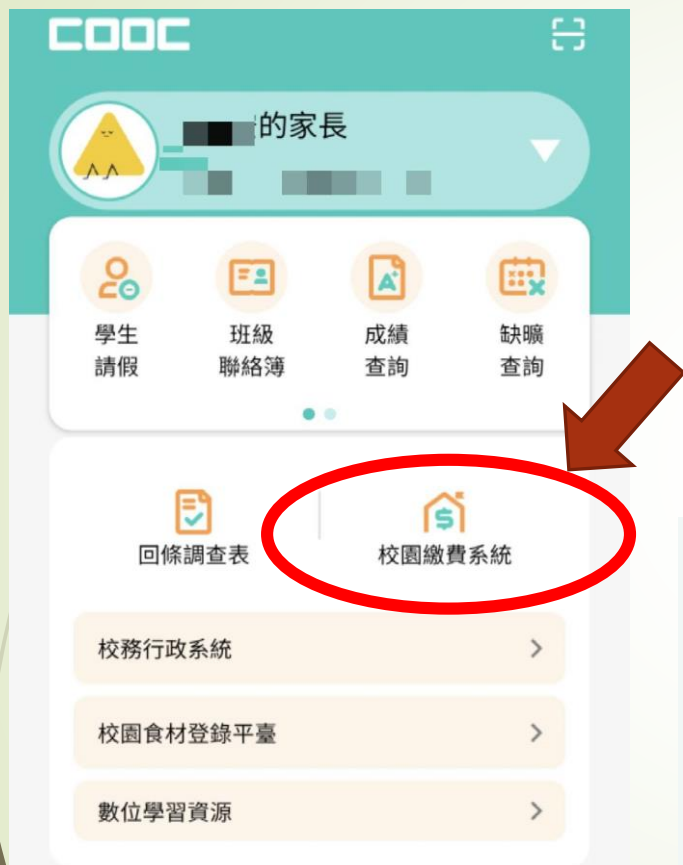 COOC
的家長
學生
請假
班級
聯絡簿
成績
查詢
缺曠
查詢
回條調查表
校園繳費系統
校務行政系統
校園食材登錄平臺
數位學習資源